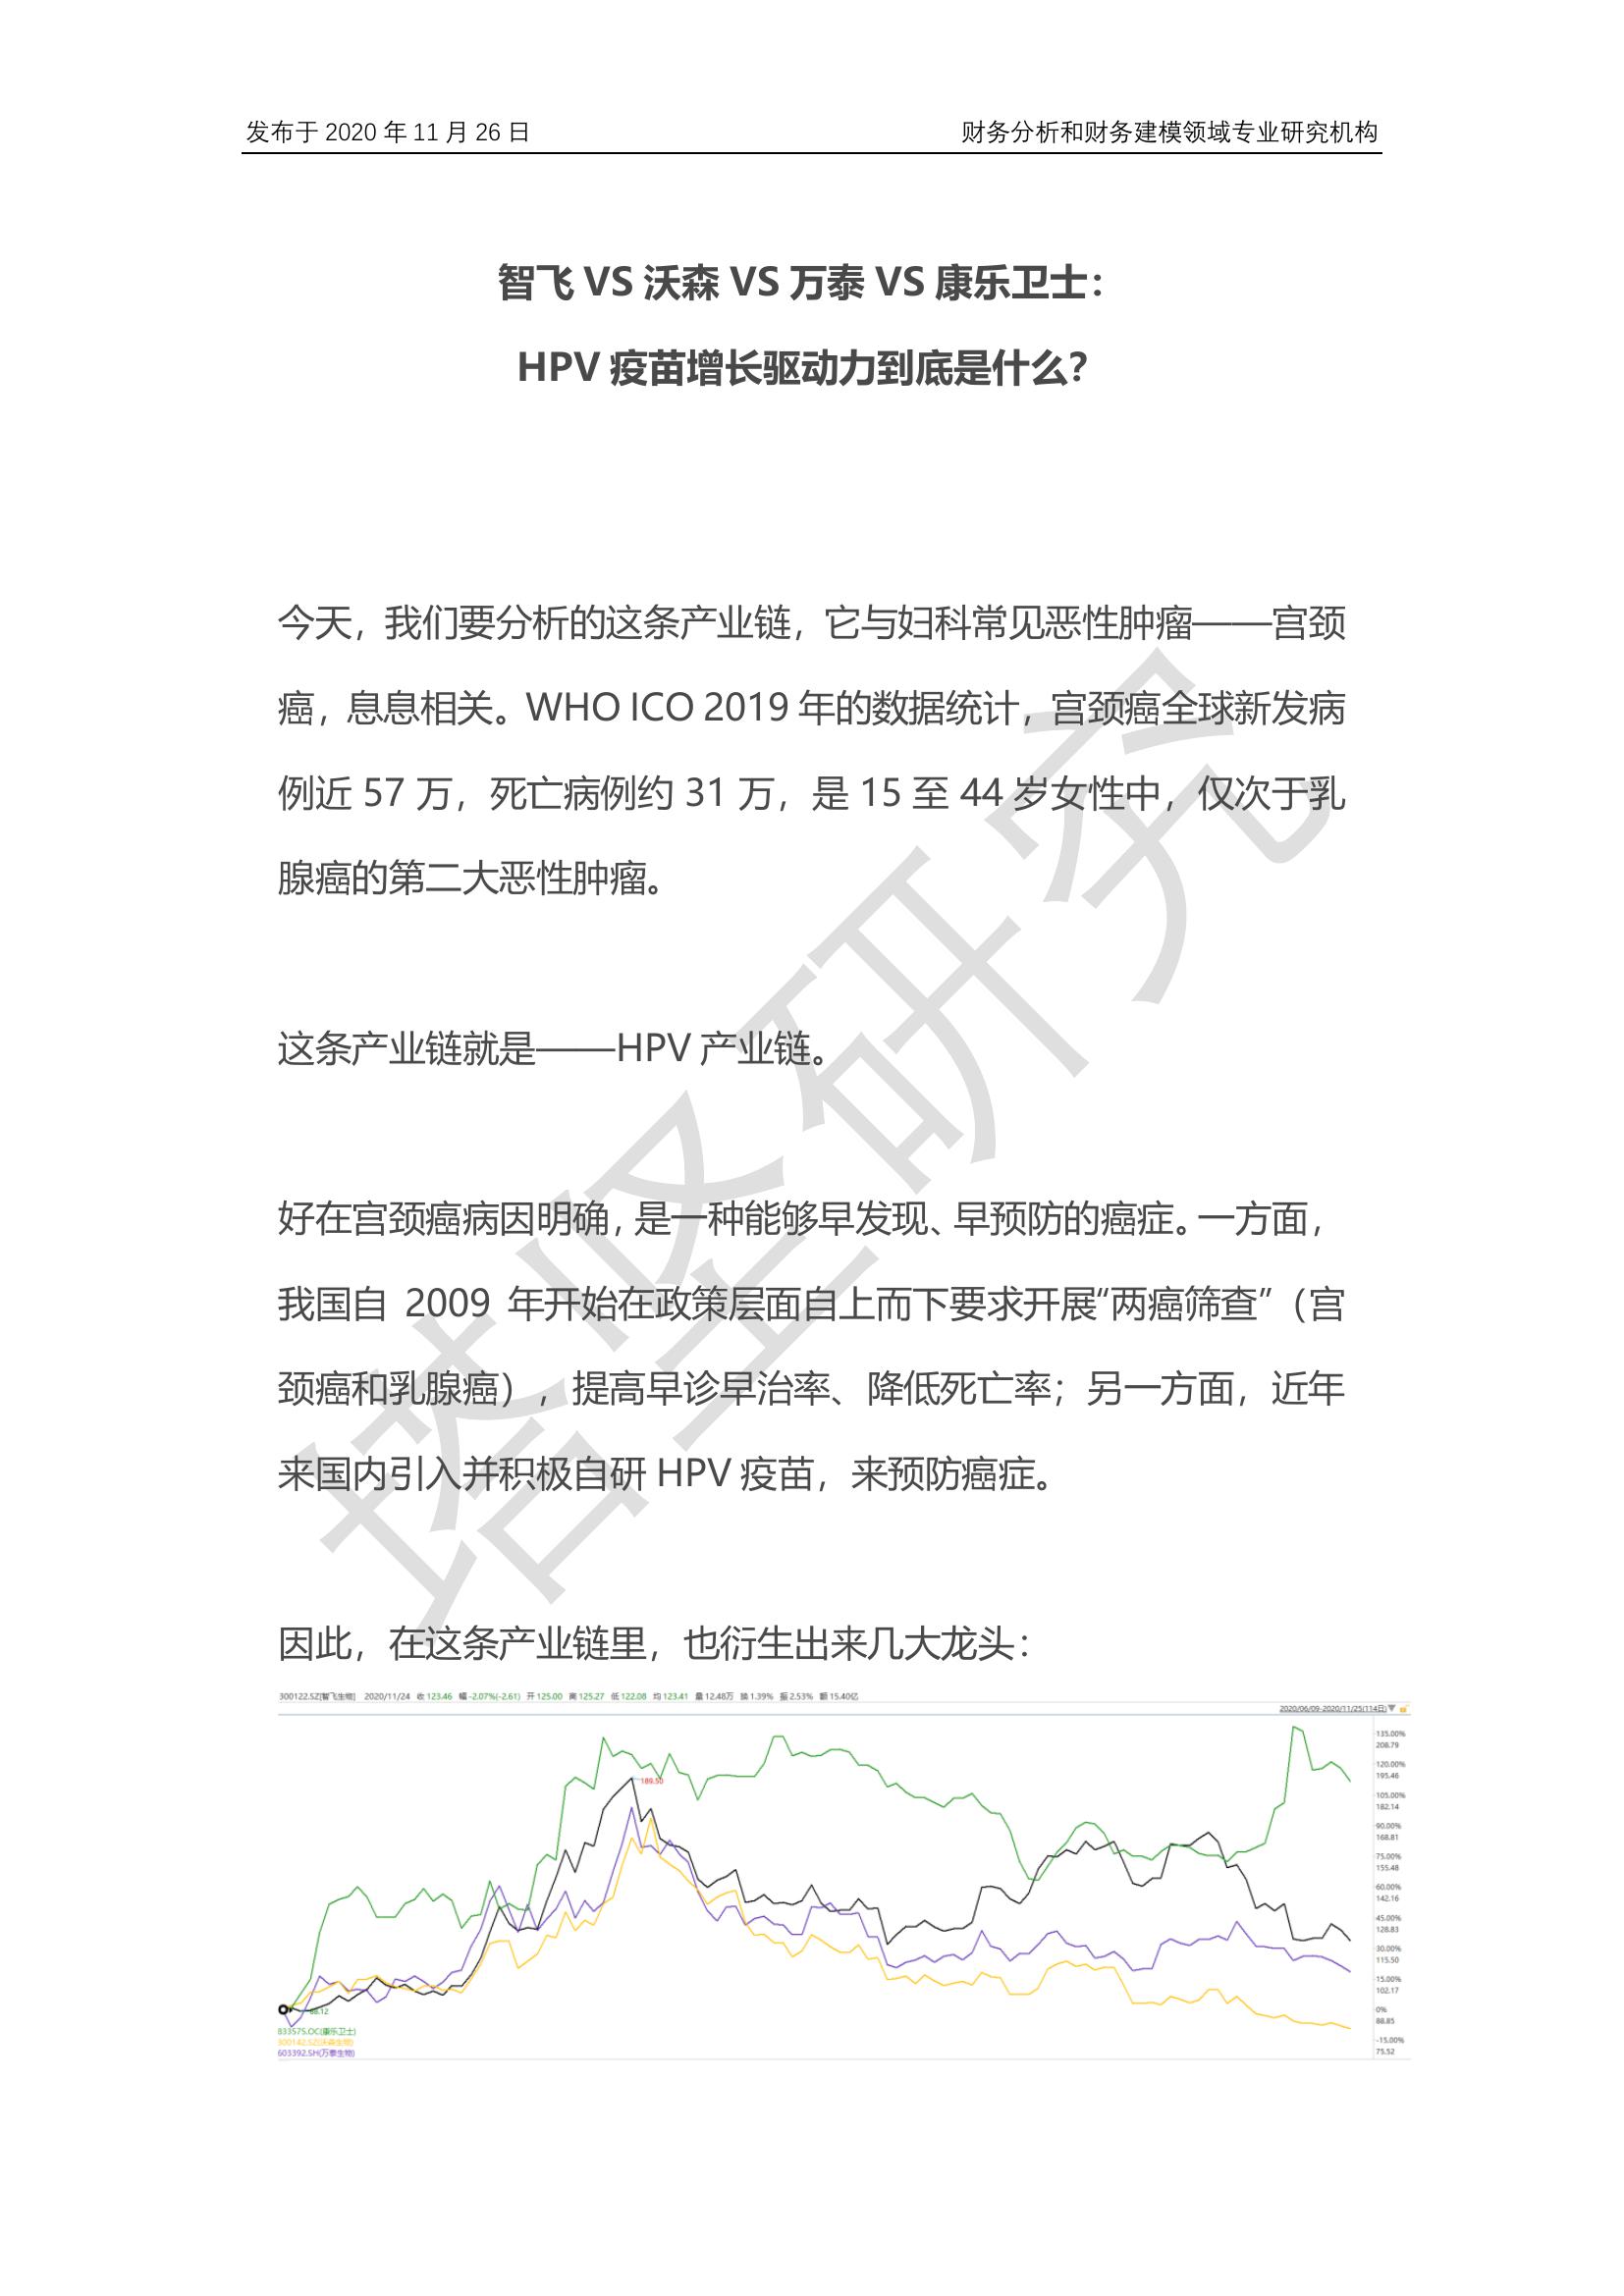 发布于 2020 年 11 月 26 日 财务分析和财务建模领域专业研究机构
智飞 VS 沃森 VS 万泰 VS 康乐卫士：
HPV 疫苗增长驱动力到底是什么？
今天，我们要分析的这条产业链，它与妇科常见恶性肿瘤——宫颈
癌，息息相关。WHO ICO 2019 年的数据统计，宫颈癌全球新发病
例近 57 万，死亡病例约 31 万，是 15 至 44 岁女性中，仅次于乳
腺癌的第二大恶性肿瘤。
这条产业链就是——HPV 产业链。
好在宫颈癌病因明确，是一种能够早发现、早预防的癌症。一方面，
我国自 2009 年开始在政策层面自上而下要求开展“两癌筛查”（宫
颈癌和乳腺癌），提高早诊早治率、降低死亡率；另一方面，近年
来国内引入并积极自研 HPV 疫苗，来预防癌症。
因此，在这条产业链里，也衍生出来几大龙头：
300122.SZ[智飞生物] 2020/11/24 收 123.46 幅 -2.07%(-2.61) 开 125.00 高 125.27 低 122.08 均 123.41 量 12.48万 换 1.39% 振 2.53% 额 15.40亿
2020/06/09-2020/11/25(114日)
135.00%
208.79
120.00%
195.46
105.00%
182.14
90.00%
168.81
75.00%
155.48
60.00%
142.16
45.00%
128.83
30.00%
115.50
15.00%
102.17
0%
88.85
-15.00%
75.52
189.50
88.12
833575.OC(康乐卫士)
300142.SZ(沃森生物)
603392.SH(万泰生物)
塔坚研究